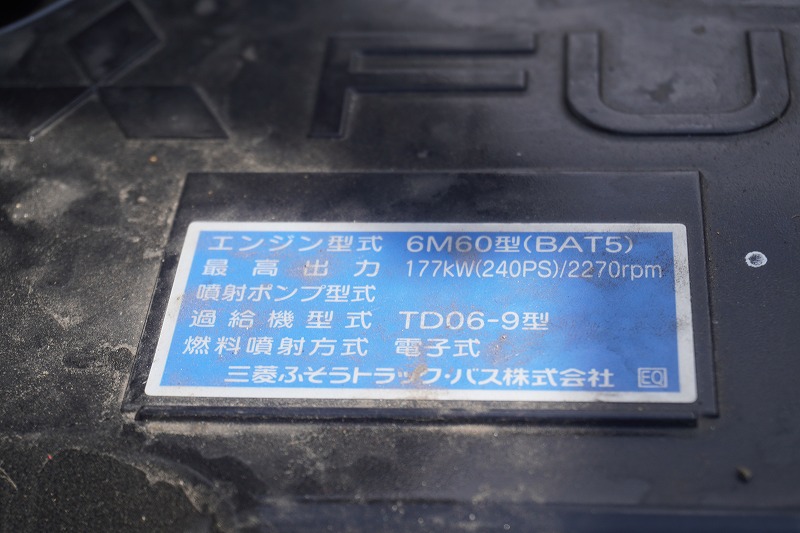 FU
エンジン型式 6M60型(BAT5)
最高出力 177kW(240PS)/2270rpm
噴射ポンプ型式
過給機型式 TD06-9型
燃料噴射方式 電子式
三菱ふそうトラック・バス株式会社 EQ